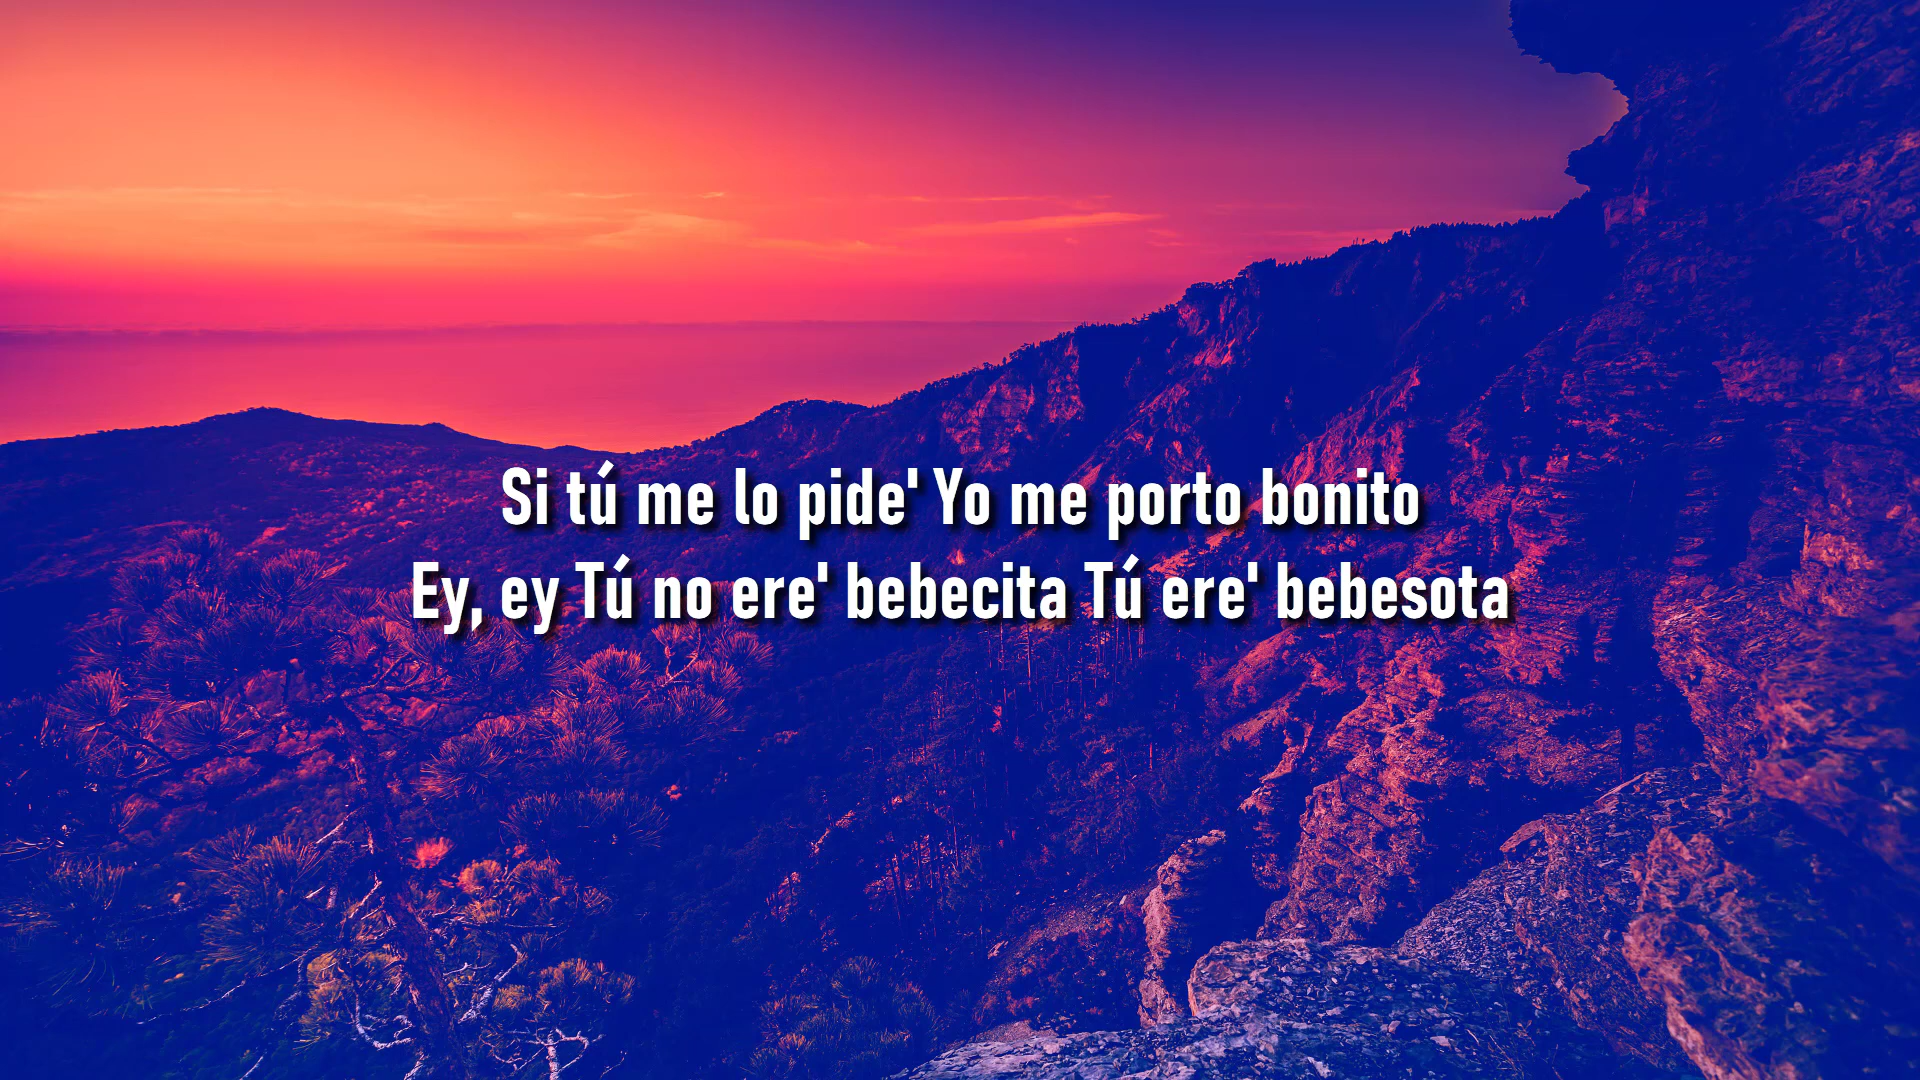 Si tú me lo pide' Yo me porto bonito
Ey, ey Tú no ere' bebecita Tú ere' bebesota